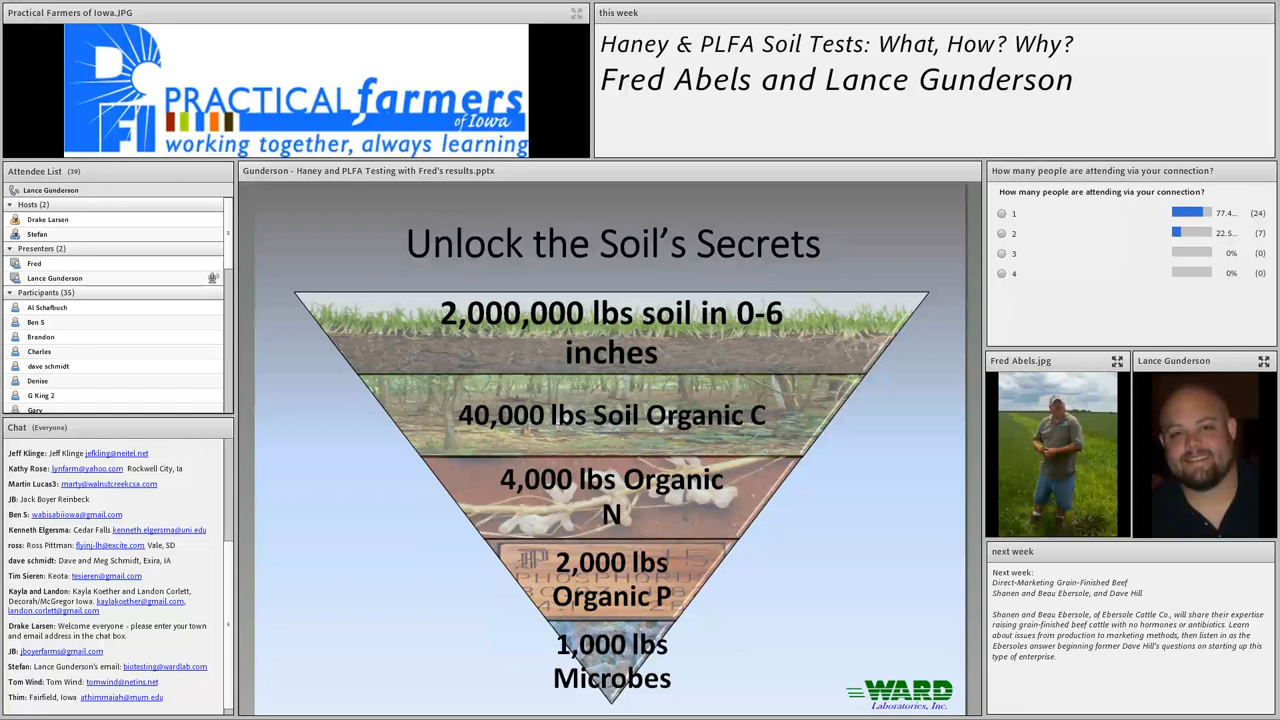 Practical Farmers of Iowa.JPG
PRACTICAL farmers
of Iowa
PFI
working together, always learning
this week
Haney & PLFA Soil Tests: What, How? Why?
Fred Abels and Lance Gunderson
Attendee List (39)
Lance Gunderson
Hosts (2)
Drake Larsen
Stefan
Presenters (2)
Fred
Lance Gunderson
Participants (35)
Al Schafbuch
Ben S
Brandon
Charles
dave schmidt
Denise
G King 2
Gary
Chat (Everyone)
Jeff Klinge: Jeff Klinge jefkling@neitel.net
Kathy Rose: lynfarm@yahoo.com Rockwell City, Ia
Martin Lucas3: marty@walnutcreekcsa.com
JB: Jack Boyer Reinbeck
Ben S: wabisabiiowa@gmail.com
Kenneth Elgersma: Cedar Falls kenneth.elgersma@uni.edu
ross: Ross Pittman: flyinj-lh@excite.com Vale, SD
dave schmidt: Dave and Meg Schmidt, Exira, IA
Tim Sieren: Keota: tesieren@gmail.com
Kayla and Landon: Kayla Koether and Landon Corlett,
Decorah/McGregor Iowa. kaylakoether@gmail.com,
landon.corlett@gmail.com
Drake Larsen: Welcome everyone - please enter your town
and email address in the chat box.
JB: jboyerfarms@gmail.com
Stefan: Lance Gunderson's email: biotesting@wardlab.com
Tom Wind: Tom Wind: tomwind@netins.net
Thim: Fairfield, Iowa athimmaiah@mum.edu
Gunderson - Haney and PLFA Testing with Fred's results.pptx
Unlock the Soil's Secrets
2,000,000 lbs soil in 0-6
inches
40,000 lbs Soil Organic C
4,000 lbs Organic
N
2,000 lbs
Organic P
1,000 lbs
Microbes
WARD
Laboratories, Inc.
How many people are attending via your connection?
How many people are attending via your connection?
1 77.4... (24)
2 22.5... (7)
3 0% (0)
4 0% (0)
Fred Abels.jpg
Lance Gunderson
next week
Next week:
Direct-Marketing Grain-Finished Beef
Shanen and Beau Ebersole, and Dave Hill
Shanen and Beau Ebersole, of Ebersole Cattle Co., will share their expertise
raising grain-finished beef cattle with no hormones or antibiotics. Learn
about issues from production to marketing methods, then listen in as the
Ebersoles answer beginning farmer Dave Hill's questions on starting up this
type of enterprise.